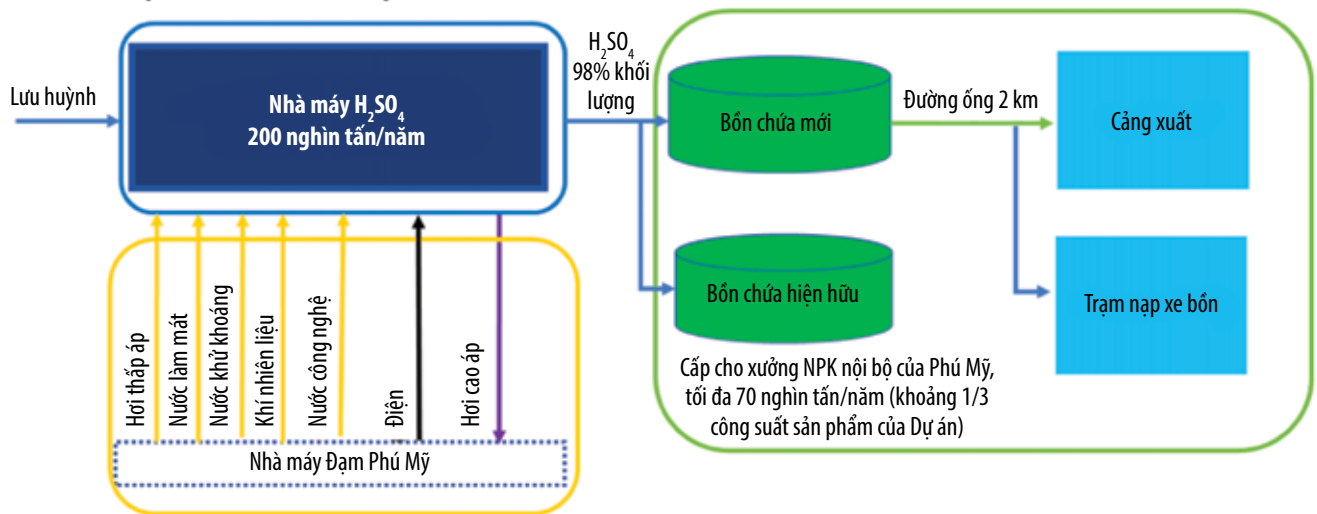 Lưu huỳnh
Nhà máy H₂SO₄
200 nghìn tấn/năm
H₂SO₄
98% khối
lượng
Bồn chứa mới
Đường ống 2 km
Cảng xuất
Bồn chứa hiện hữu
Trạm nạp xe bồn
Cấp cho xưởng NPK nội bộ của Phú Mỹ,
tối đa 70 nghìn tấn/năm (khoảng 1/3
công suất sản phẩm của Dự án)
Hơi thấp áp
Nước làm mát
Nước khử khoáng
Khí nhiên liệu
Nước công nghệ
Điện
Hơi cao áp
Nhà máy Đạm Phú Mỹ